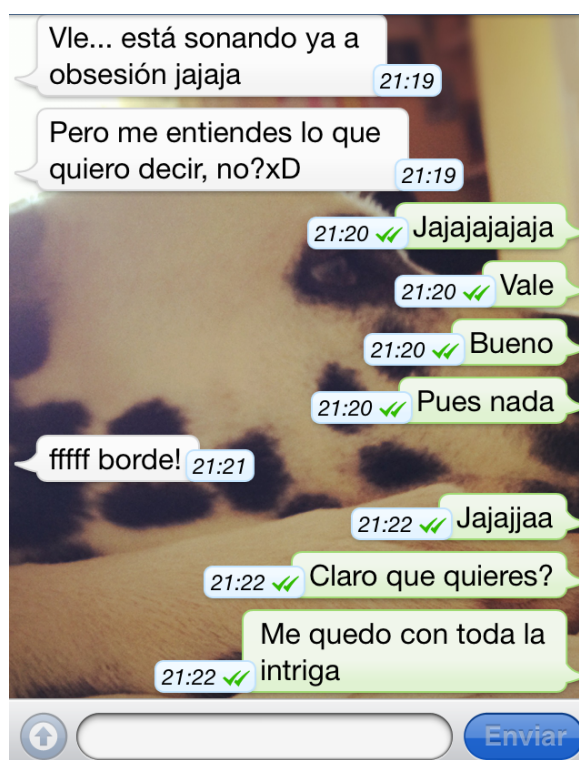 Vle... está sonando ya a
obsesión jajaja
21:19
Pero me entiendes lo que
quiero decir, no?xD
21:19
21:20 Jajajajajaja
21:20 Vale
21:20 Bueno
21:20 Pues nada
fffff borde! 21:21
21:22 Jajajjaa
21:22 Claro que quieres?
Me quedo con toda la
21:22 intriga
Enviar